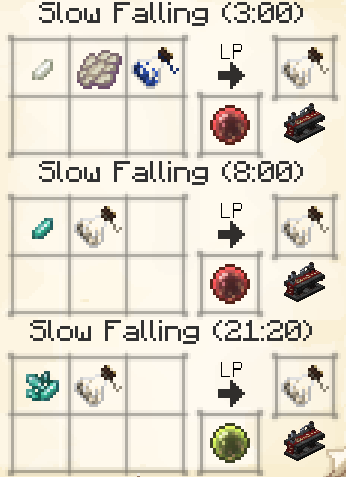 Slow Falling (3:00)
LP
Slow Falling (8:00)
LP
Slow Falling (21:20)
LP